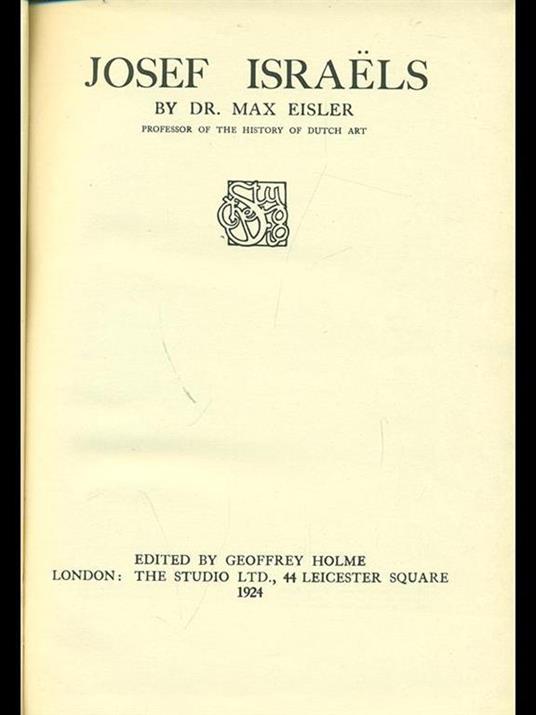 JOSEF ISRAËLS
BY DR. MAX EISLER
PROFESSOR OF THE HISTORY OF DUTCH ART
EDITED BY GEOFFREY HOLME
LONDON: THE STUDIO LTD., 44 LEICESTER SQUARE
1924